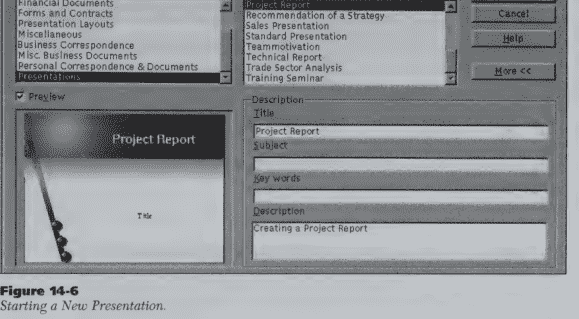 Financial Documents
Forms and Contracts
Presentation Layouts
Miscellaneous
Business Correspondence
Misc. Business Documents
Personal Correspondence & Documents
Presentations
Project Report
Recommendation of a Strategy
Sales Presentation
Standard Presentation
Teammotivation
Technical Report
Trade Sector Analysis
Training Seminar
Cancel
Help
More <<
Preview
Project Report
Title
Description
Title
Project Report
Subject
Key words
Description
Creating a Project Report
Figure 14-6
Starting a New Presentation.